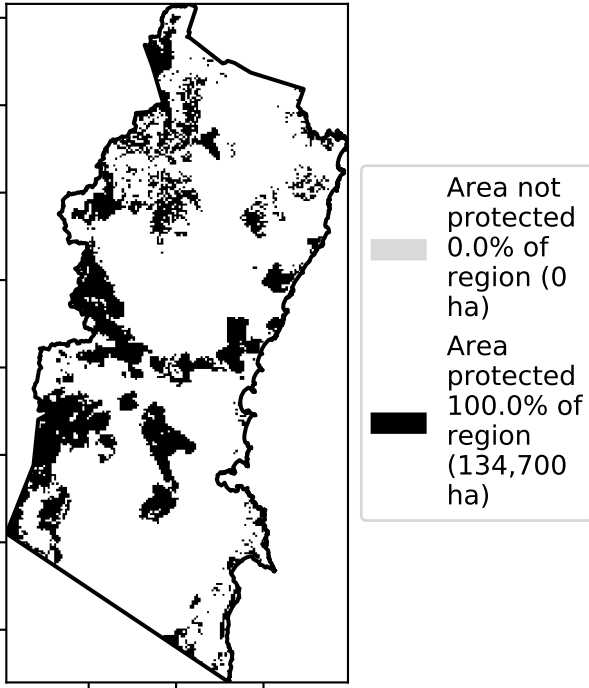 Area not
protected
0.0% of
region (0
ha)
Area
protected
100.0% of
region
(134,700
ha)